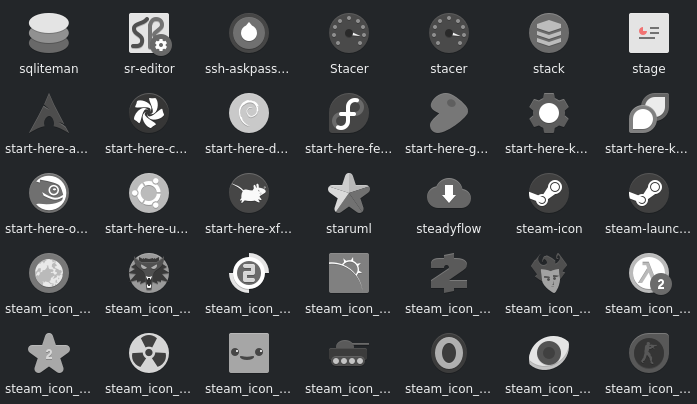 sqliteman sr-editor ssh-askpass... Stacer stacer stack stage
start-here-a... start-here-c... start-here-d... start-here-fe... start-here-g... start-here-k... start-here-k...
start-here-o... start-here-u... start-here-xf... staruml steadyflow steam-icon steam-launc...
2
steam_icon_... steam_icon_... steam_icon_... steam_icon_... steam_icon_... steam_icon_... steam_icon_...
2
steam_icon_... steam_icon_... steam_icon_... steam_icon_... steam_icon_... steam_icon_... steam_icon_...